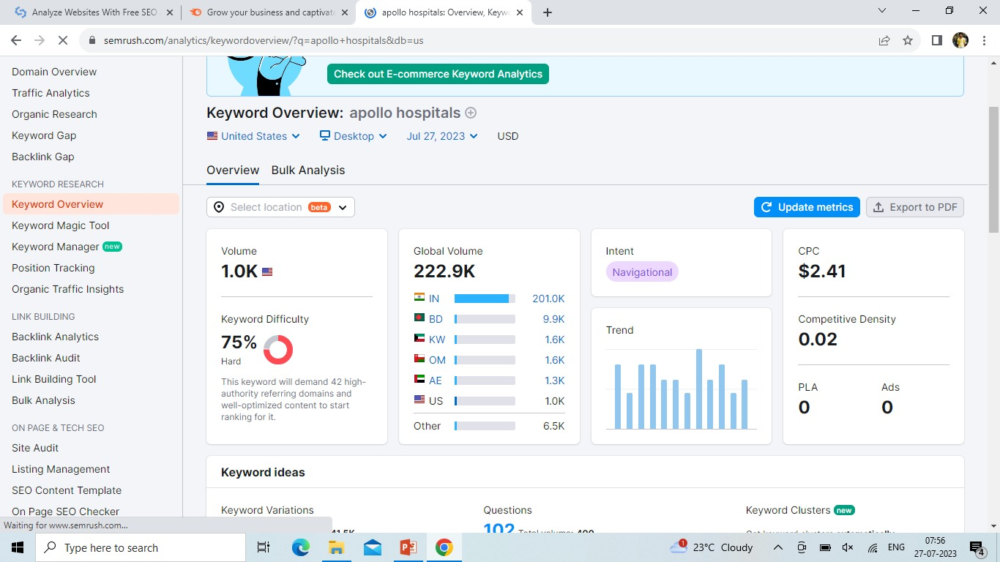 Analyze Websites With Free SEO
Grow your business and captivat
apollo hospitals: Overview, Keyw
semrush.com/analytics/keywordoverview/?q=apollo+hospitals&db=us
Domain Overview
Traffic Analytics
Organic Research
Keyword Gap
Backlink Gap
KEYWORD RESEARCH
Keyword Overview
Keyword Magic Tool
Keyword Manager new
Position Tracking
Organic Traffic Insights
LINK BUILDING
Backlink Analytics
Backlink Audit
Link Building Tool
Bulk Analysis
ON PAGE & TECH SEO
Site Audit
Listing Management
SEO Content Template
On Page SEO Checker
Waiting for www.semrush.com...
Check out E-commerce Keyword Analytics
Keyword Overview: apollo hospitals
United States Desktop Jul 27, 2023 USD
Overview Bulk Analysis
Select location beta
Update metrics Export to PDF
Volume
1.0K
Keyword Difficulty
75%
Hard
This keyword will demand 42 high-
authority referring domains and
well-optimized content to start
ranking for it.
Global Volume
222.9K
IN 201.0K
BD 9.9K
KW 1.6K
OM 1.6K
AE 1.3K
US 1.0K
Other 6.5K
Intent
Navigational
Trend
CPC
$2.41
Competitive Density
0.02
PLA Ads
0 0
Keyword ideas
Keyword Variations Questions Keyword Clusters new
102 Total volume: 400
Type here to search
1
23°C Cloudy
ENG
07:56
27-07-2023
4